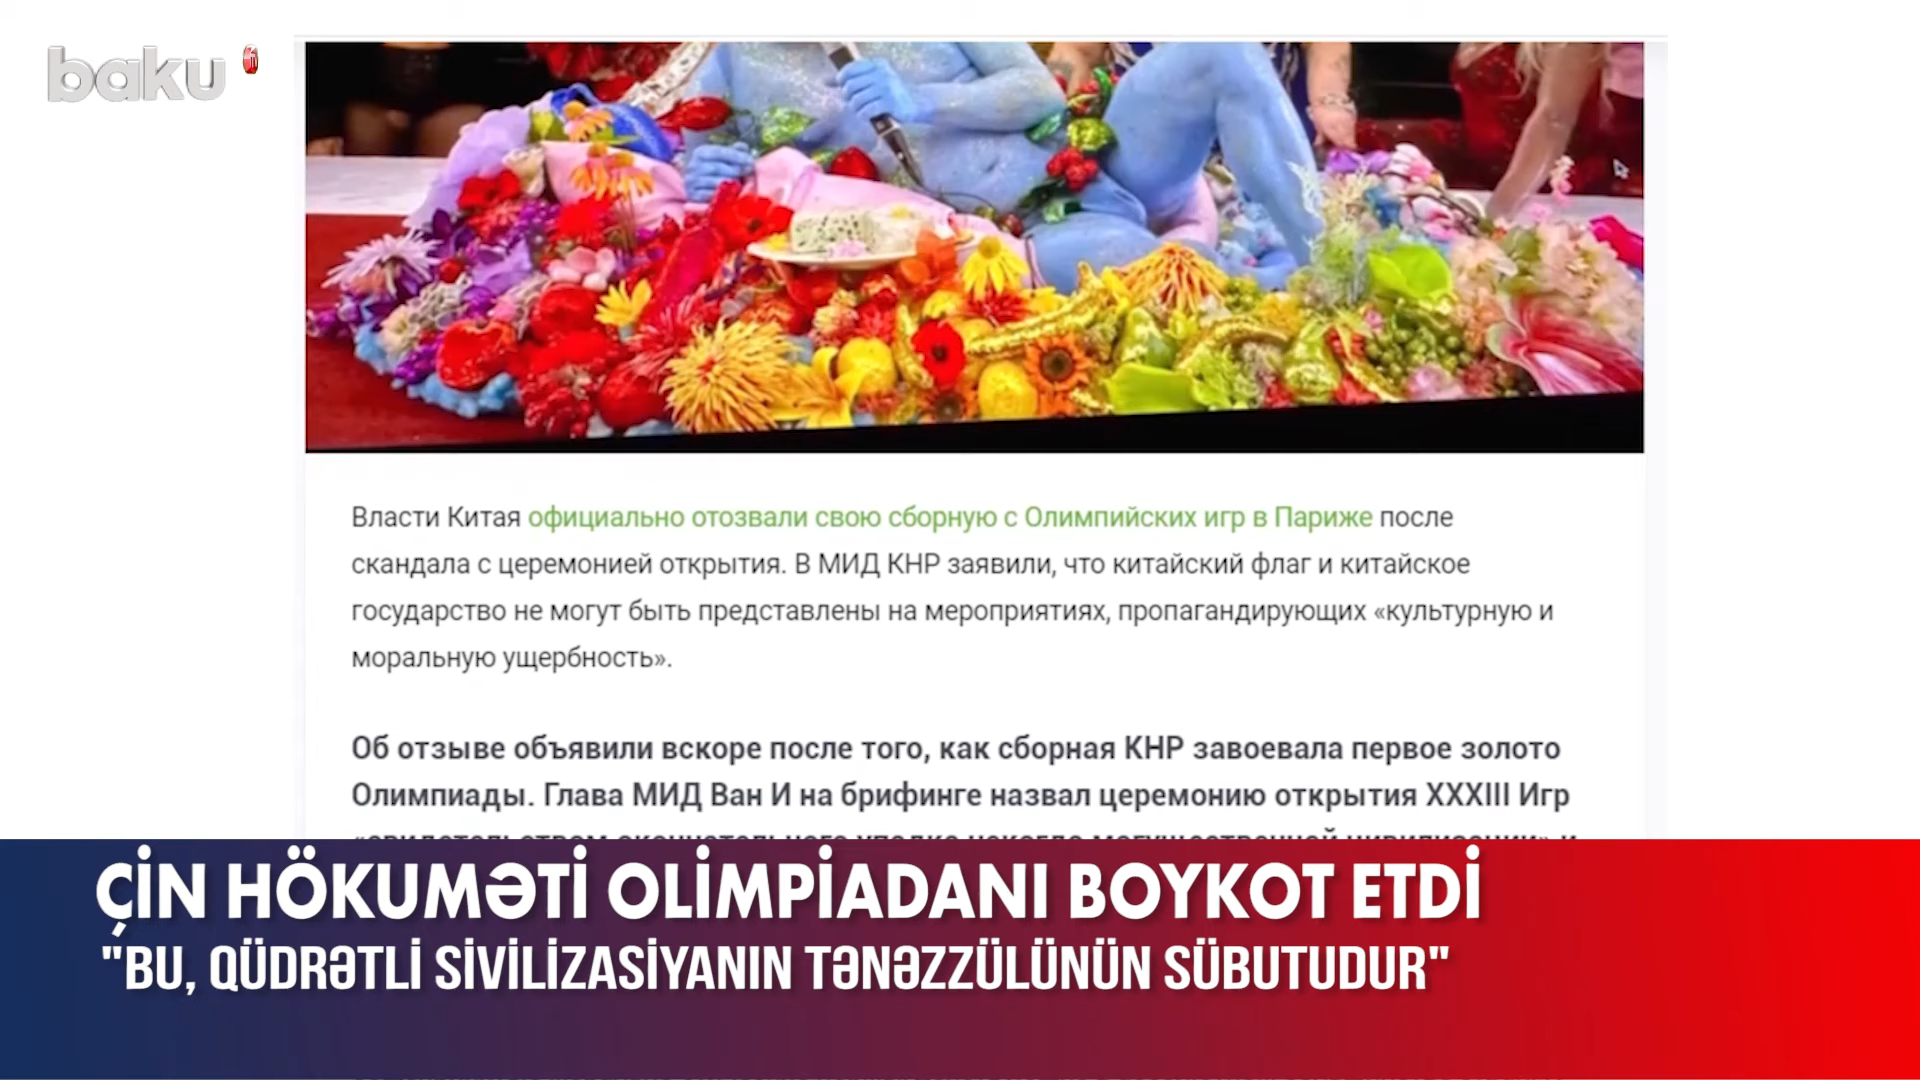 baku
Власти Китая официально отозвали свою сборную с Олимпийских игр в Париже после
скандала с церемонией открытия. В МИД КНР заявили, что китайский флаг и китайское
государство не могут быть представлены на мероприятиях, пропагандирующих «культурную и
моральную ущербность».
Об отзыве объявили вскоре после того, как сборная КНР завоевала первое золото
Олимпиады. Глава МИД Ван И на брифинге назвал церемонию открытия XXXIII Игр
ÇİN HÖKUMƏTİ OLİMPİADANI BOYKOT ETDİ
"BU, QÜDRƏTLİ SİVİLİZASİYANIN TƏNƏZZÜLÜNÜN SÜBUTUDUR"